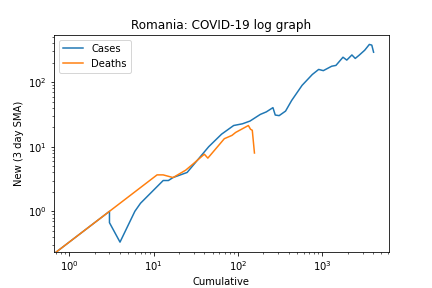 Romania: COVID-19 log graph
Cases
Deaths
New (3 day SMA)
10²
10¹
10⁰
10⁰ 10¹ 10² 10³
Cumulative